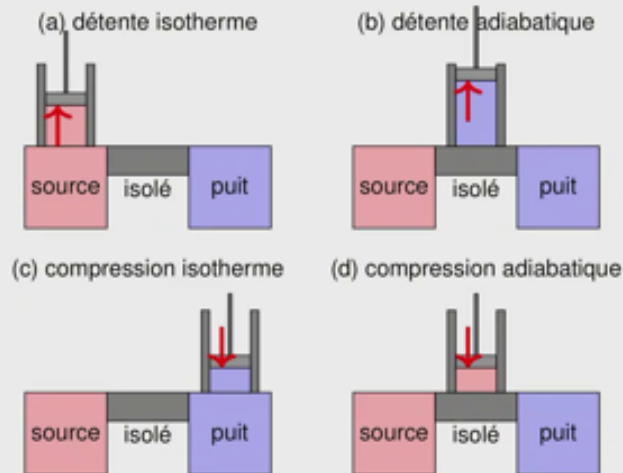 (a) détente isotherme
(b) détente adiabatique
source
isolé
puit
source
isolé
puit
(c) compression isotherme
(d) compression adiabatique
source
isolé
puit
source
isolé
puit